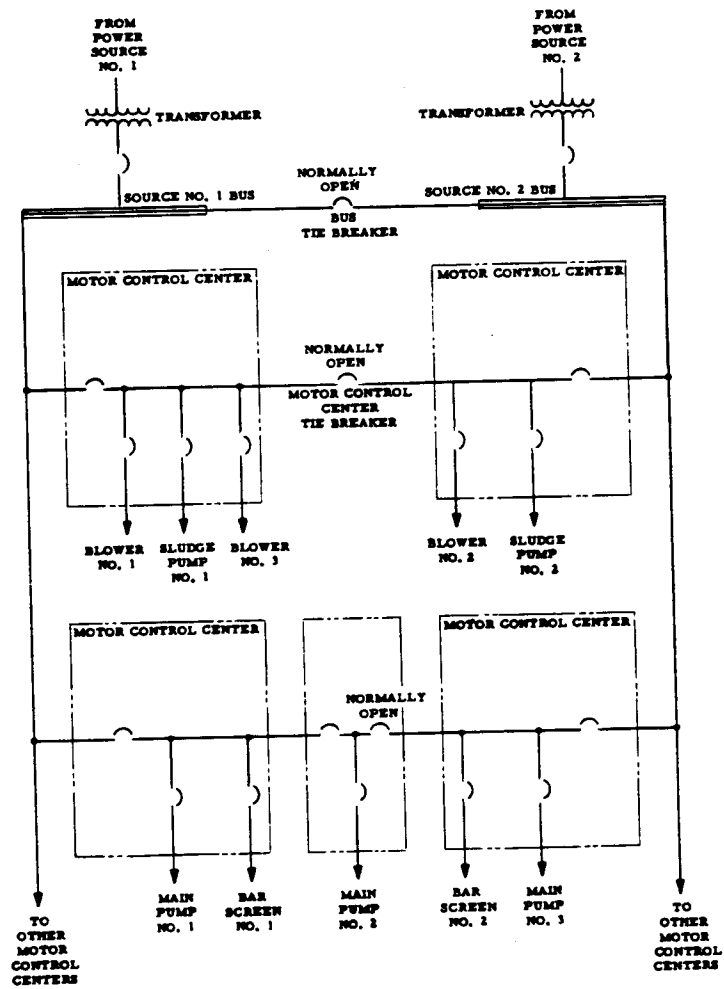 FROM
POWER
SOURCE
NO. 1
FROM
POWER
SOURCE
NO. 2
TRANSFORMER
TRANSFORMER
SOURCE NO. 1 BUS
NORMALLY
OPEN
BUS
TIE BREAKER
SOURCE NO. 2 BUS
MOTOR CONTROL CENTER
MOTOR CONTROL CENTER
NORMALLY
OPEN
MOTOR CONTROL
CENTER
TIE BREAKER
BLOWER
NO. 1
SLUDGE
PUMP
NO. 1
BLOWER
NO. 3
BLOWER
NO. 2
SLUDGE
PUMP
NO. 2
MOTOR CONTROL CENTER
MOTOR CONTROL CENTER
NORMALLY
OPEN
MAIN
PUMP
NO. 1
BAR
SCREEN
NO. 1
MAIN
PUMP
NO. 2
BAR
SCREEN
NO. 2
MAIN
PUMP
NO. 3
TO
OTHER
MOTOR
CONTROL
CENTERS
TO
OTHER
MOTOR
CONTROL
CENTERS